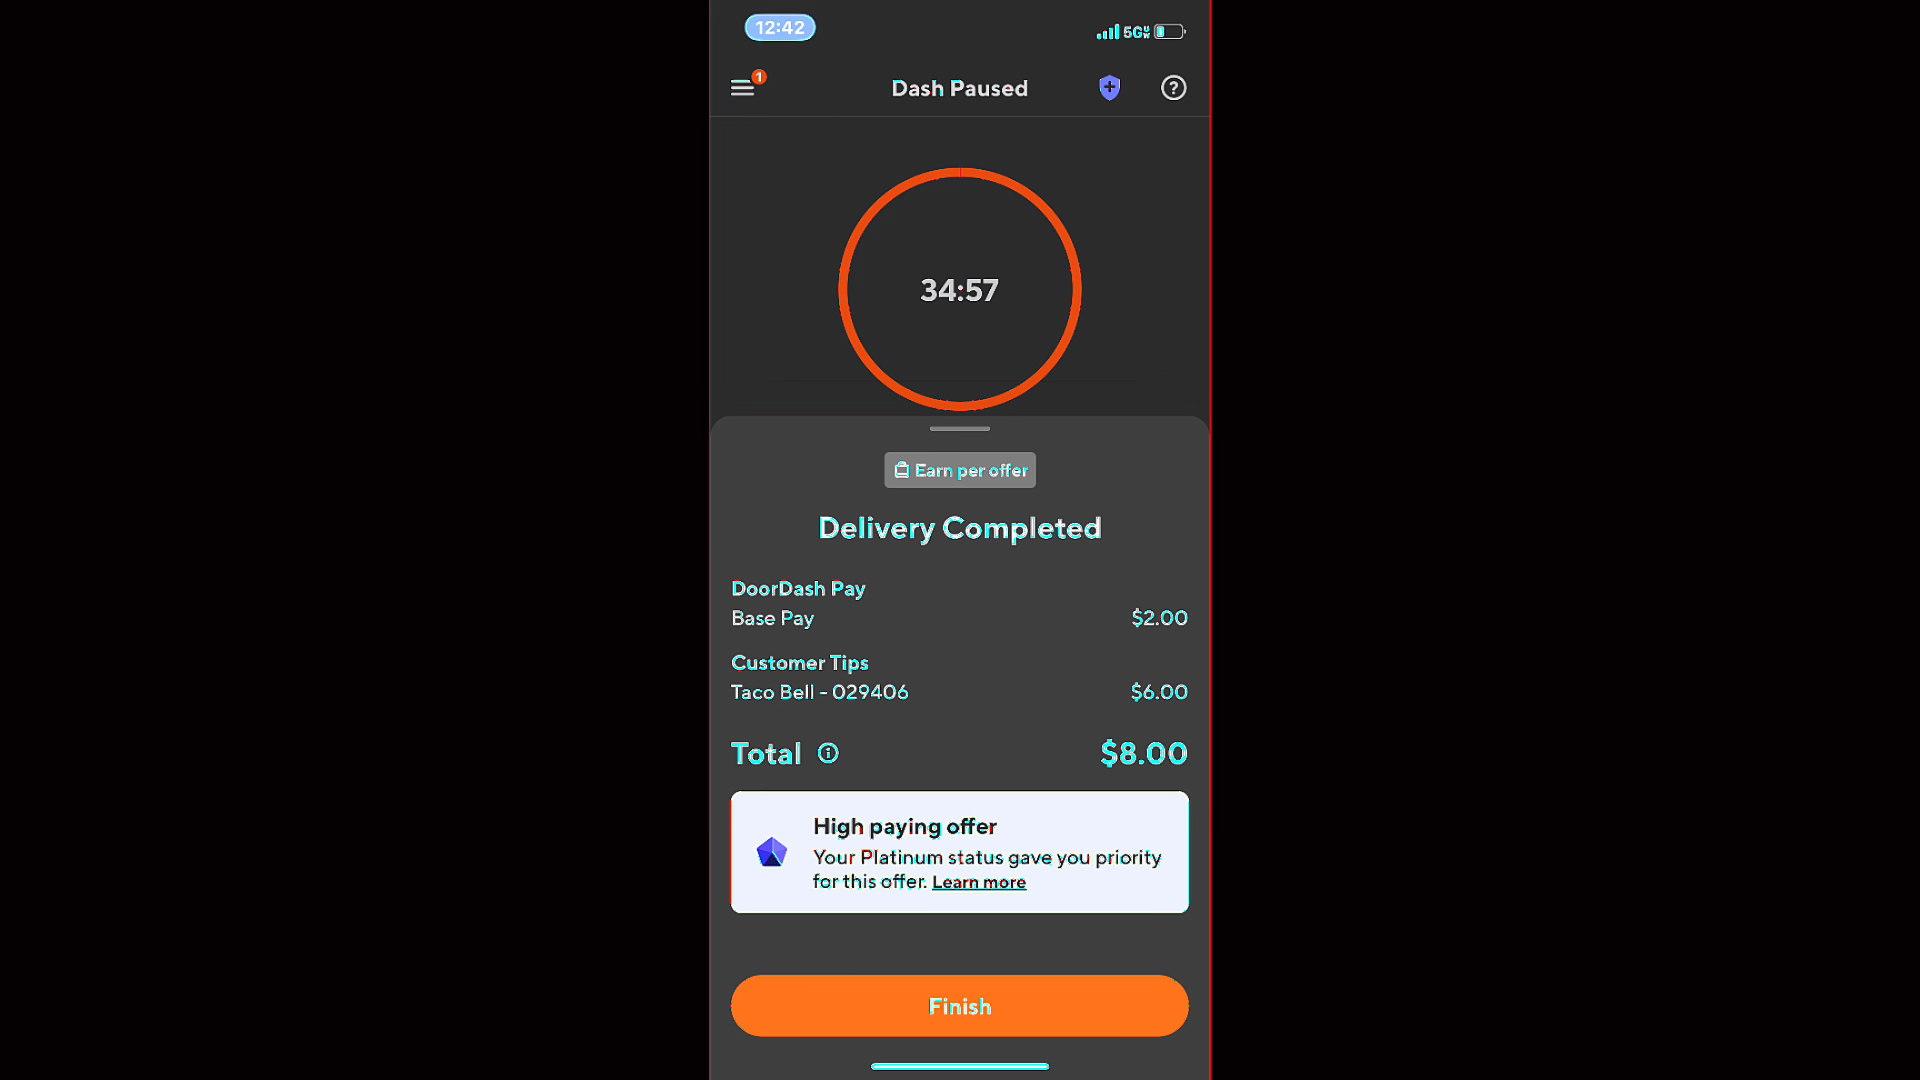 12:42
5G
1
Dash Paused
?
34:57
Earn per offer
Delivery Completed
DoorDash Pay
Base Pay $2.00
Customer Tips
Taco Bell - 029406 $6.00
Total $8.00
High paying offer
Your Platinum status gave you priority
for this offer. Learn more
Finish